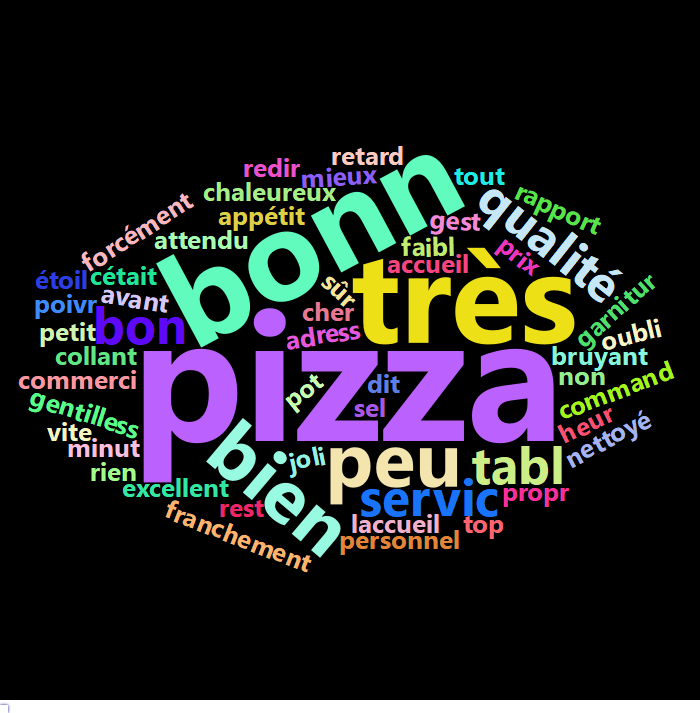 retard
redir
mieux
tout
chaleureux
rapport
forcément
appétit
bonn
gest
qualité
attendu
faibl
accueil
prix
étoil
cétait
sûr
très
garnitur
poivr
avant
cher
petit
bon
adress
oubli
collant
pizza
bruyant
commerci
pot
dit
non
command
gentilless
sel
heur
vite
minut
joli
nettoyé
rien
bien
peu
tabl
excellent
servic
propr
rest
franchement
laccueil
top
personnel